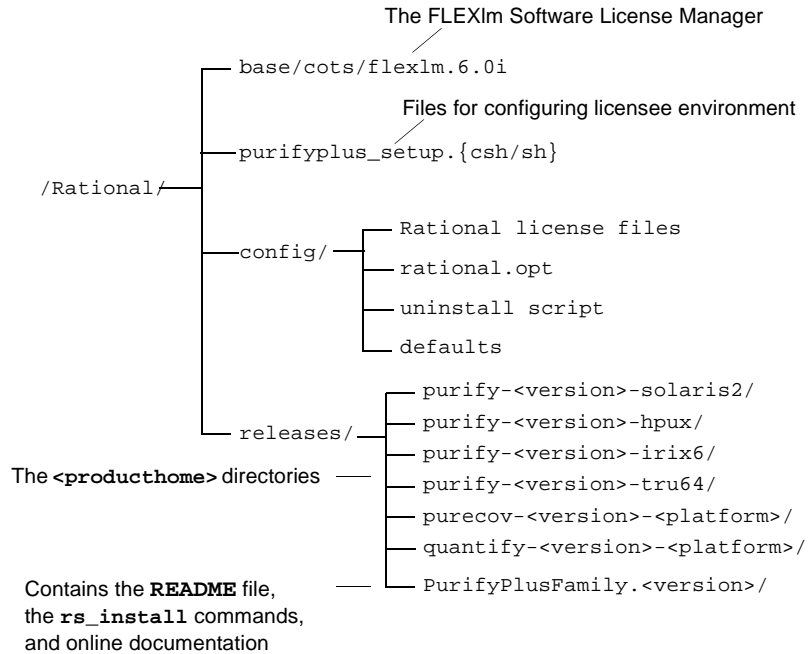 The FLEXlm Software License Manager
base/cots/flexlm.6.0i
Files for configuring licensee environment
purifyplus_setup.{csh/sh}
/Rational/
config/
Rational license files
rational.opt
uninstall script
defaults
releases/
purify-<version>-solaris2/
purify-<version>-hpux/
purify-<version>-irix6/
purify-<version>-tru64/
purecov-<version>-<platform>/
quantify-<version>-<platform>/
PurifyPlusFamily.<version>/
The <producthome> directories
Contains the README file,
the rs_install commands,
and online documentation